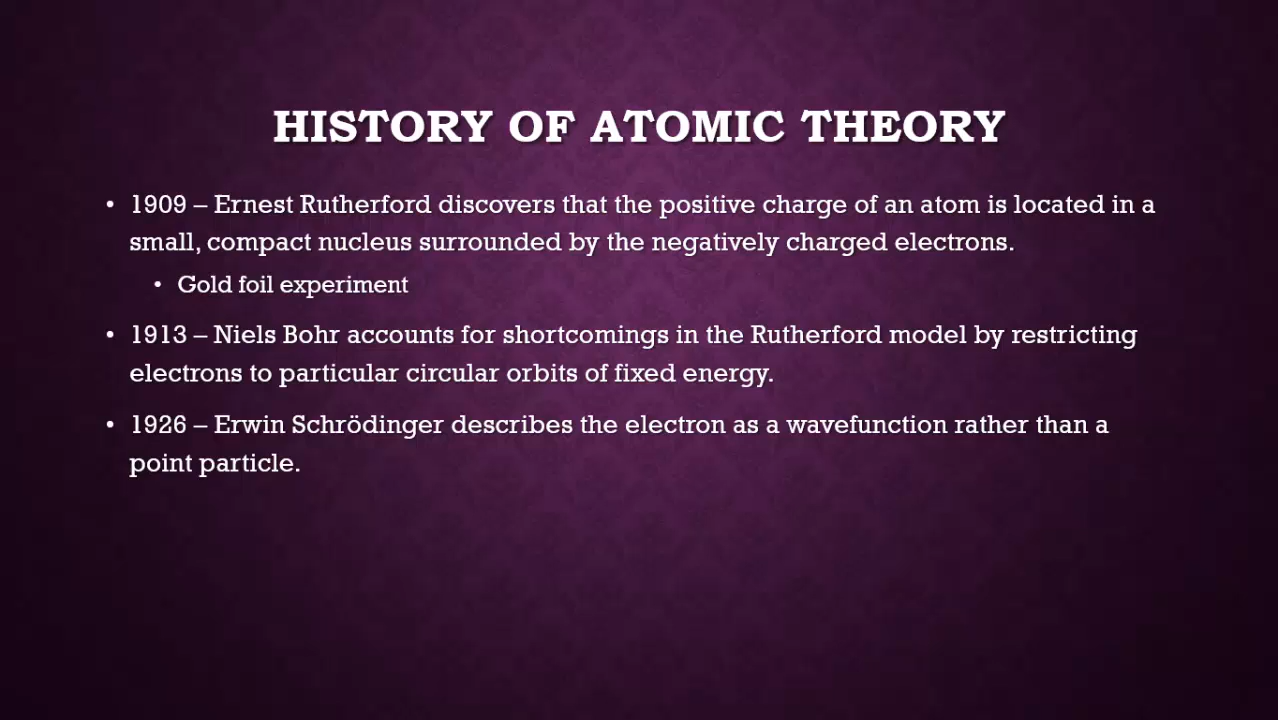 HISTORY OF ATOMIC THEORY
• 1909 – Ernest Rutherford discovers that the positive charge of an atom is located in a
small, compact nucleus surrounded by the negatively charged electrons.
• Gold foil experiment
• 1913 – Niels Bohr accounts for shortcomings in the Rutherford model by restricting
electrons to particular circular orbits of fixed energy.
• 1926 – Erwin Schrödinger describes the electron as a wavefunction rather than a
point particle.